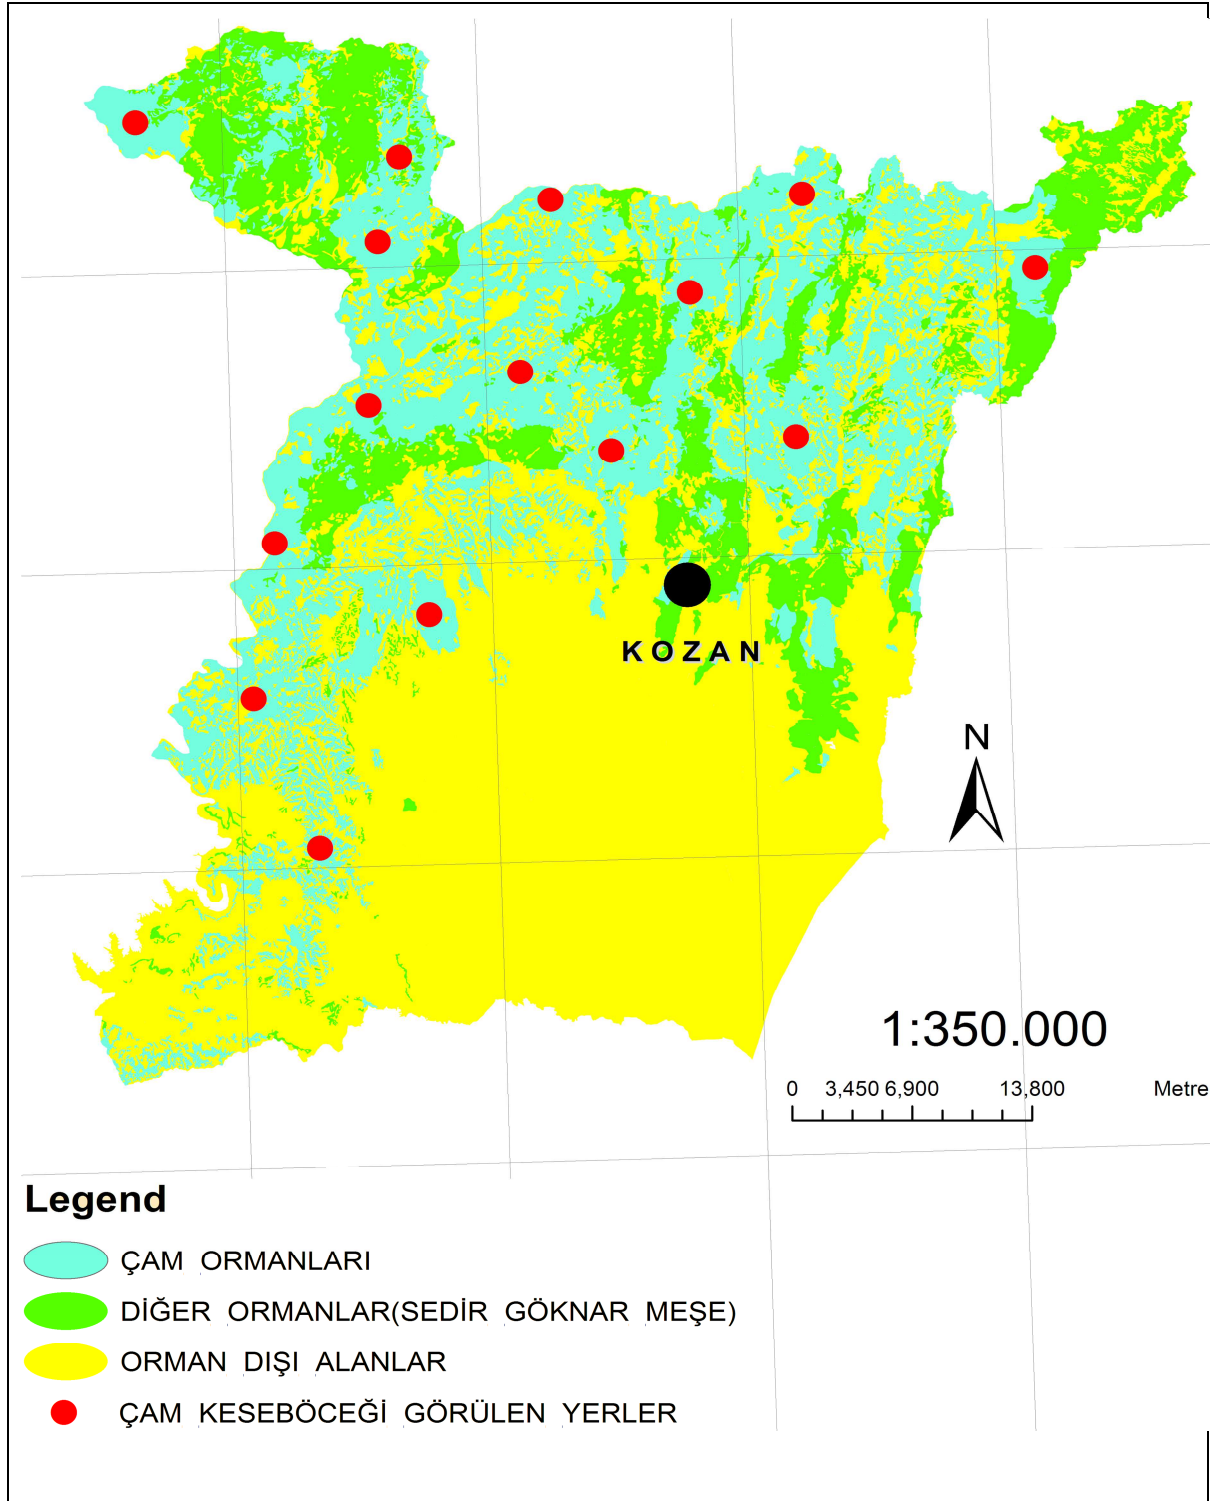 KOZAN
N
1:350.000
0 3,450 6,900 13,800 Metre
Legend
ÇAM ORMANLARI
DİĞER ORMANLAR(SEDİR GÖKNAR MEŞE)
ORMAN DIŞI ALANLAR
ÇAM KESEBÖCEĞİ GÖRÜLEN YERLER